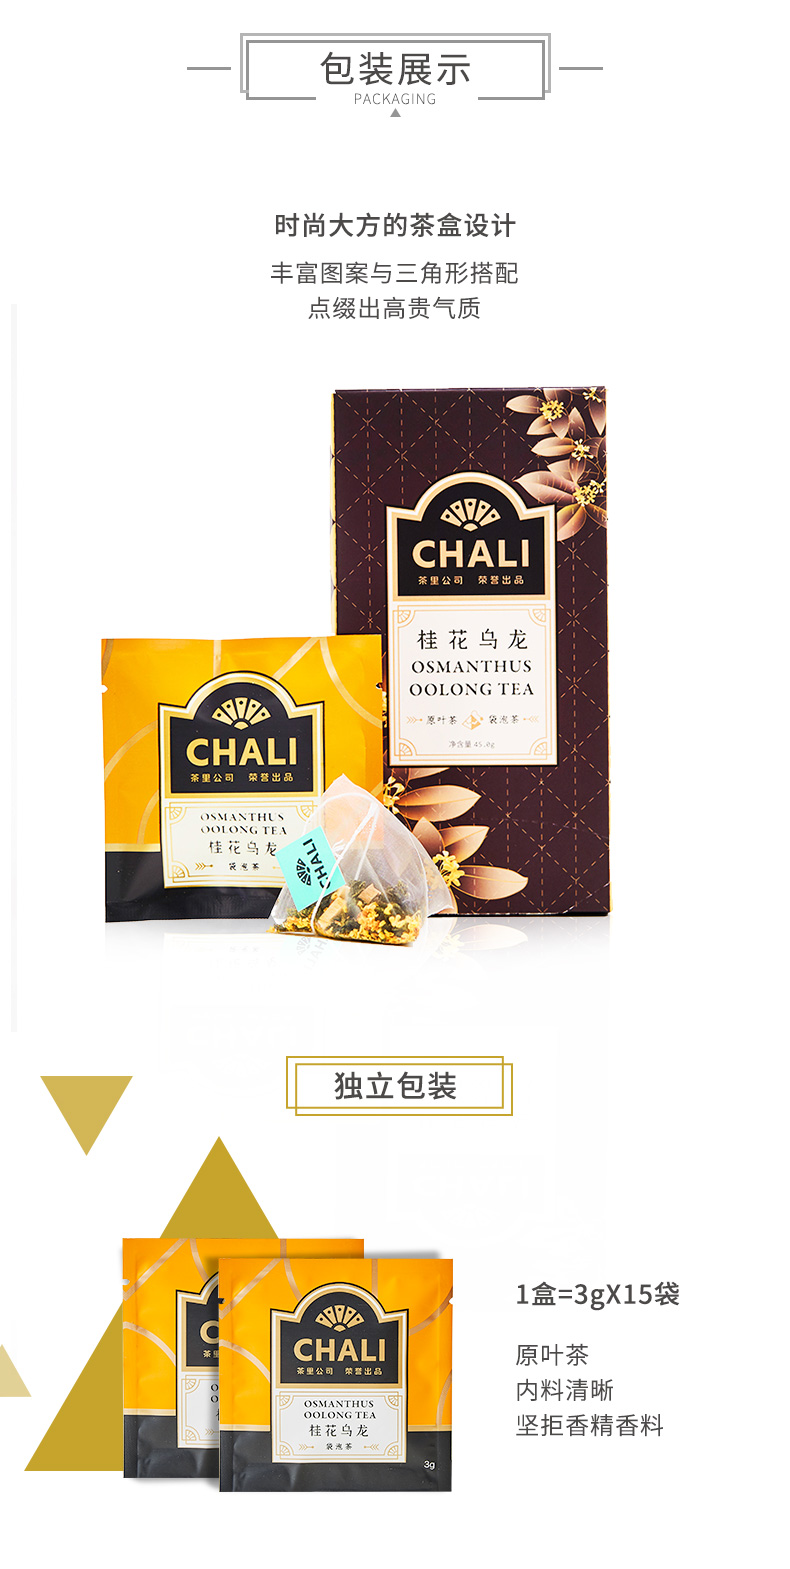 包装展示
PACKAGING
时尚大方的茶盒设计
丰富图案与三角形搭配
点缀出高贵气质
CHALI
茶里公司 荣誉出品
桂花乌龙
OSMANTHUS
OOLONG TEA
原叶茶 袋泡茶
净含量:45.0g
CHALI
茶里公司 荣誉出品
OSMANTHUS
OOLONG TEA
桂花乌龙
袋泡茶
CHALI
独立包装
1盒=3gX15袋
原叶茶
内料清晰
坚拒香精香料
CHALI
茶里公司 荣誉出品
OSMANTHUS
OOLONG TEA
桂花乌龙
袋泡茶
3g